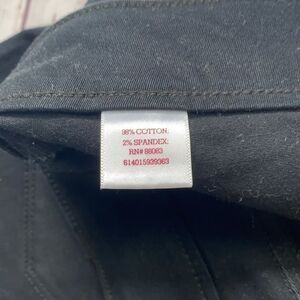 98% COTTON;
2% SPANDEX;
RN# 88083
614015939363